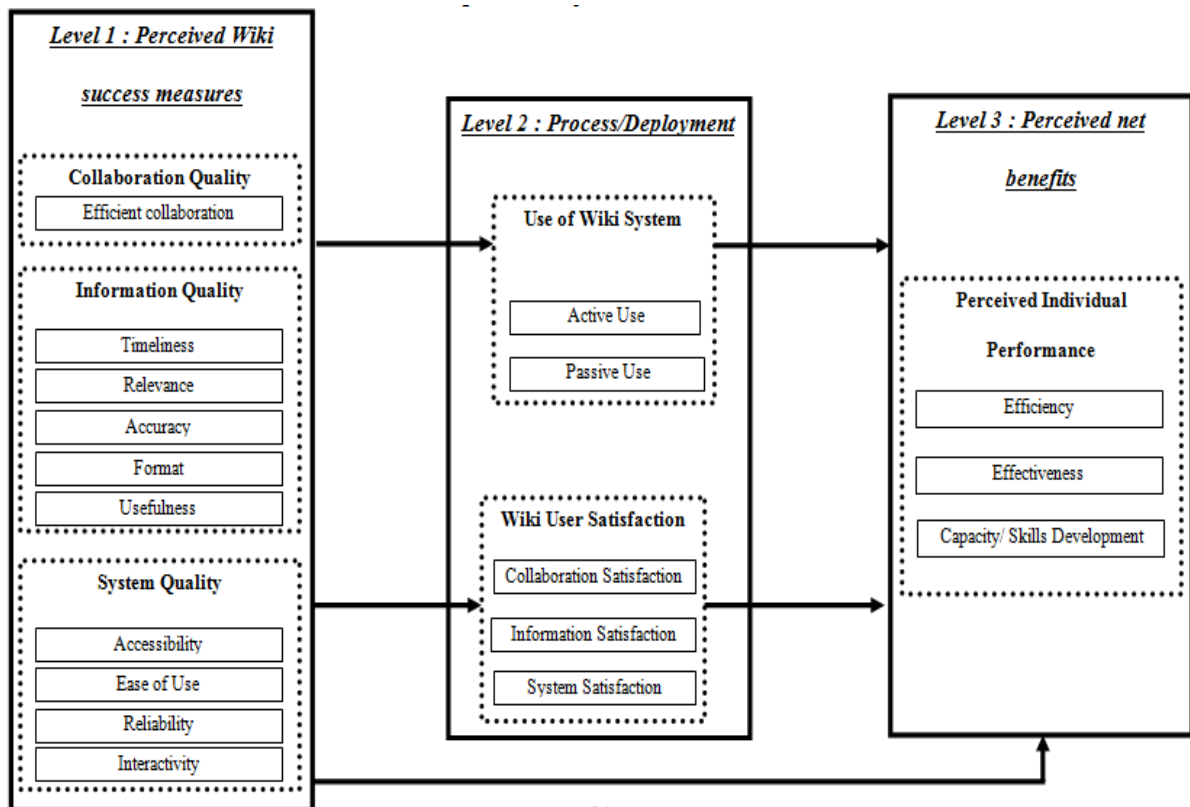 Level 1 : Perceived Wiki
success measures
Collaboration Quality
Efficient collaboration
Information Quality
Timeliness
Relevance
Accuracy
Format
Usefulness
System Quality
Accessibility
Ease of Use
Reliability
Interactivity
Level 2 : Process/Deployment
Use of Wiki System
Active Use
Passive Use
Wiki User Satisfaction
Collaboration Satisfaction
Information Satisfaction
System Satisfaction
Level 3 : Perceived net
benefits
Perceived Individual
Performance
Efficiency
Effectiveness
Capacity/ Skills Development